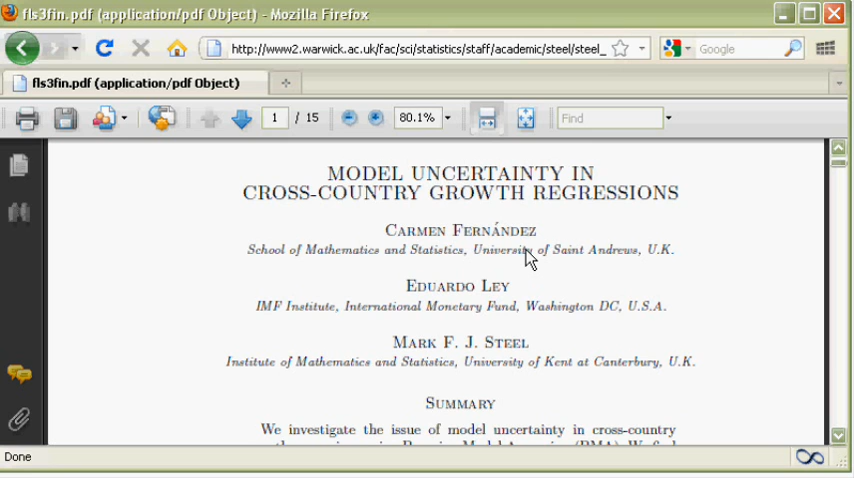 fls3fin.pdf (application/pdf Object) - Mozilla Firefox
http://www2.warwick.ac.uk/fac/sci/statistics/staff/academic/steel/steel_
Google
fls3fin.pdf (application/pdf Object)
1 / 15
80.1%
Find
MODEL UNCERTAINTY IN
CROSS-COUNTRY GROWTH REGRESSIONS
CARMEN FERNÁNDEZ
School of Mathematics and Statistics, University of Saint Andrews, U.K.
EDUARDO LEY
IMF Institute, International Monetary Fund, Washington DC, U.S.A.
MARK F. J. STEEL
Institute of Mathematics and Statistics, University of Kent at Canterbury, U.K.
SUMMARY
We investigate the issue of model uncertainty in cross-country
Done